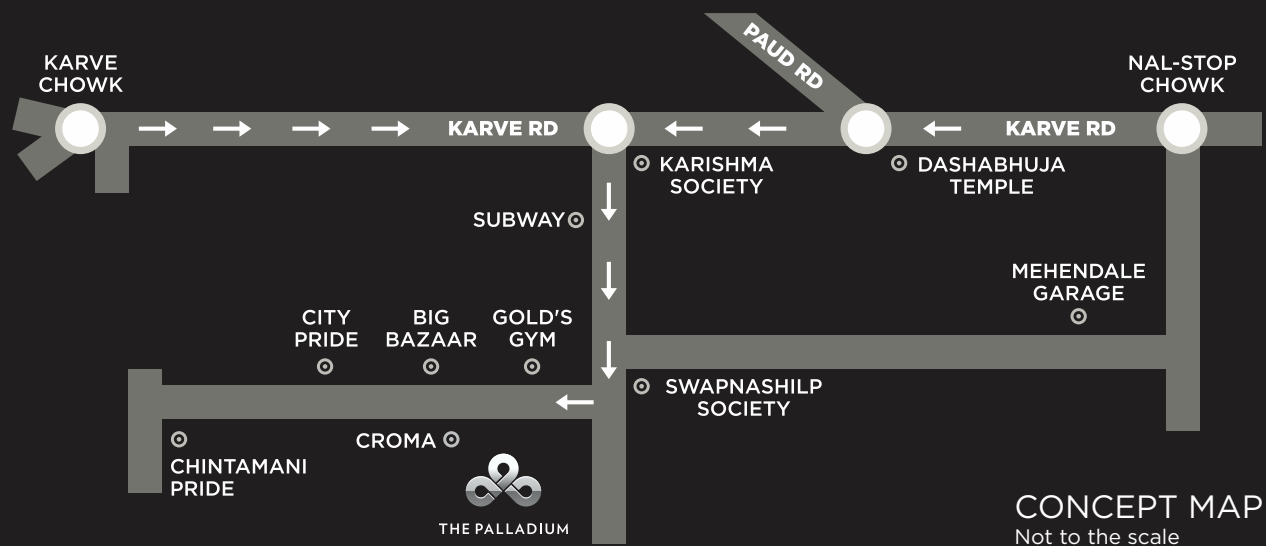 PAUD RD
KARVE
CHOWK
NAL-STOP
CHOWK
KARVE RD
KARVE RD
KARISHMA
SOCIETY
DASHABHUJA
TEMPLE
SUBWAY
MEHENDALE
GARAGE
CITY
PRIDE
BIG
BAZAAR
GOLD'S
GYM
SWAPNASHILP
SOCIETY
CROMA
CHINTAMANI
PRIDE
THE PALLADIUM
CONCEPT MAP
Not to the scale